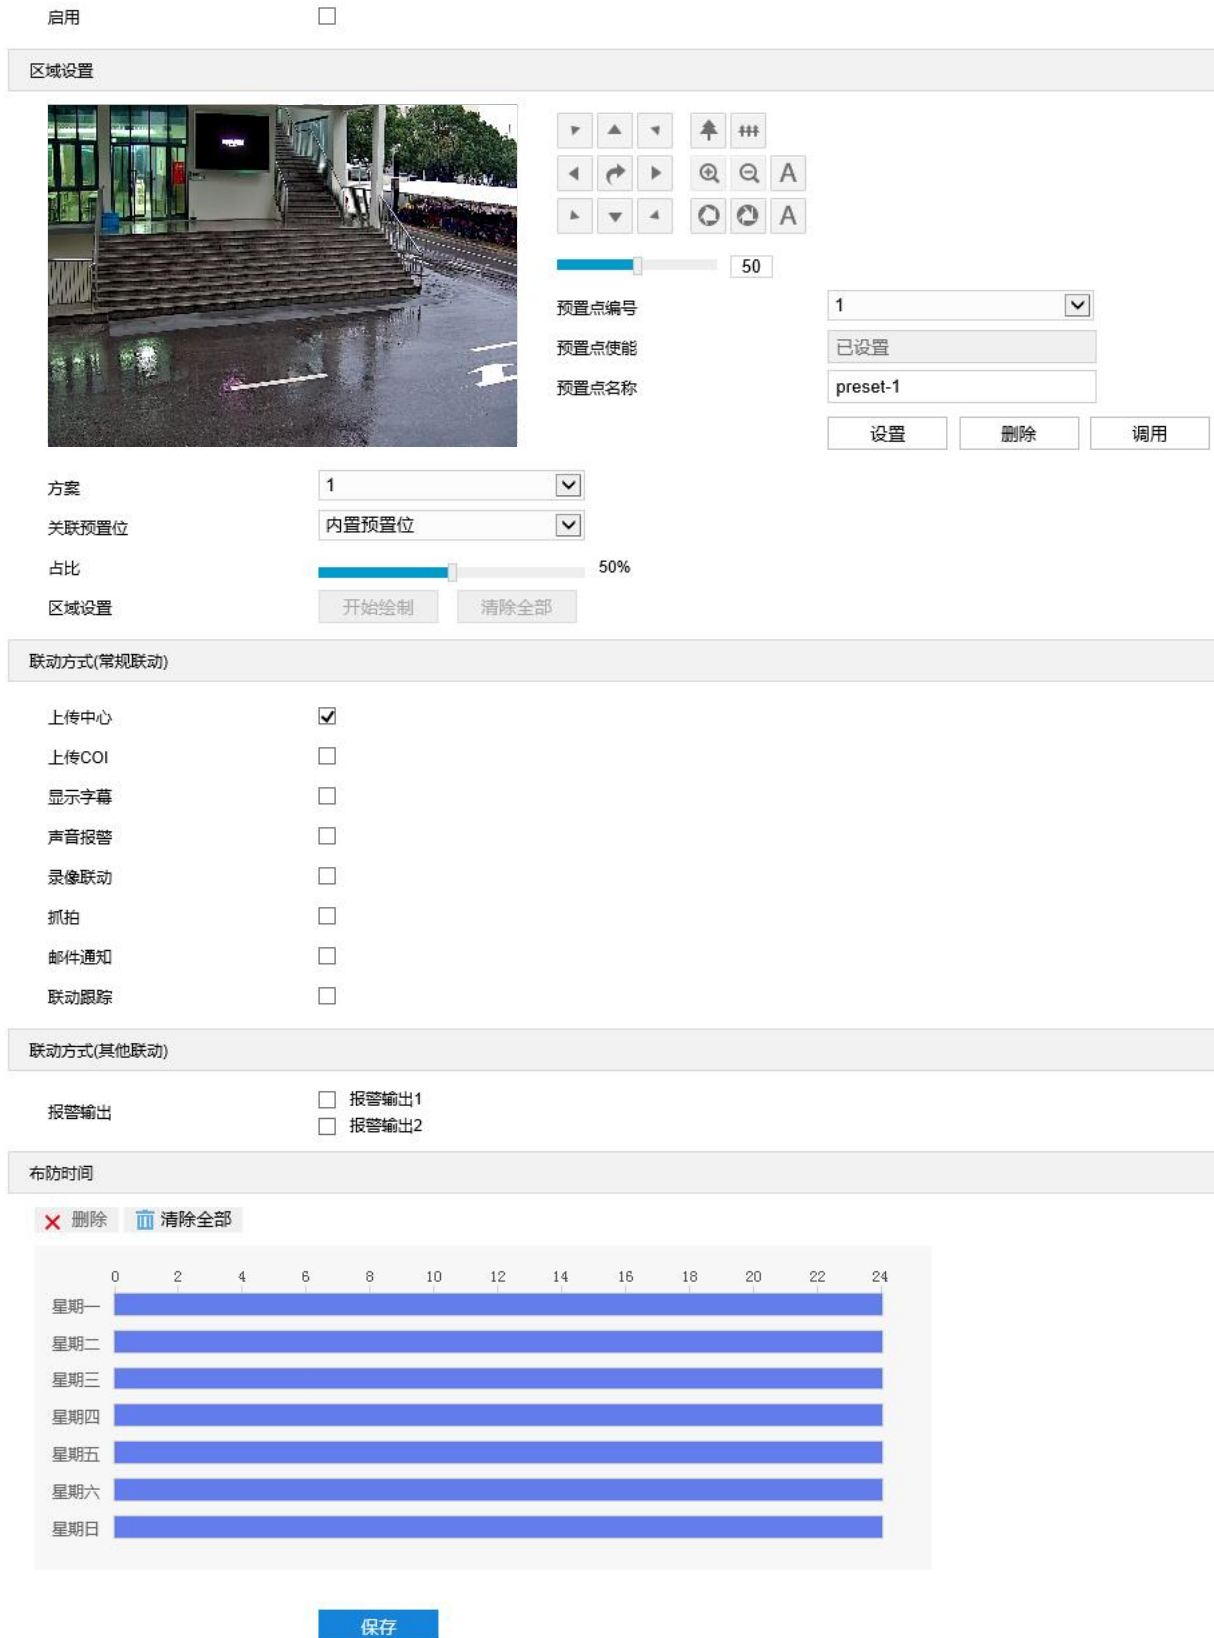 启用
区域设置
A
A
50
预置点编号 1
预置点使能 已设置
预置点名称 preset-1
设置 删除 调用
方案 1
关联预置位 内置预置位
占比 50%
区域设置 开始绘制 清除全部
联动方式(常规联动)
上传中心
上传COI
显示字幕
声音报警
录像联动
抓拍
邮件通知
联动跟踪
联动方式(其他联动)
报警输出 报警输出1
报警输出2
布防时间
删除 清除全部
0 2 4 6 8 10 12 14 16 18 20 22 24
星期一
星期二
星期三
星期四
星期五
星期六
星期日
保存